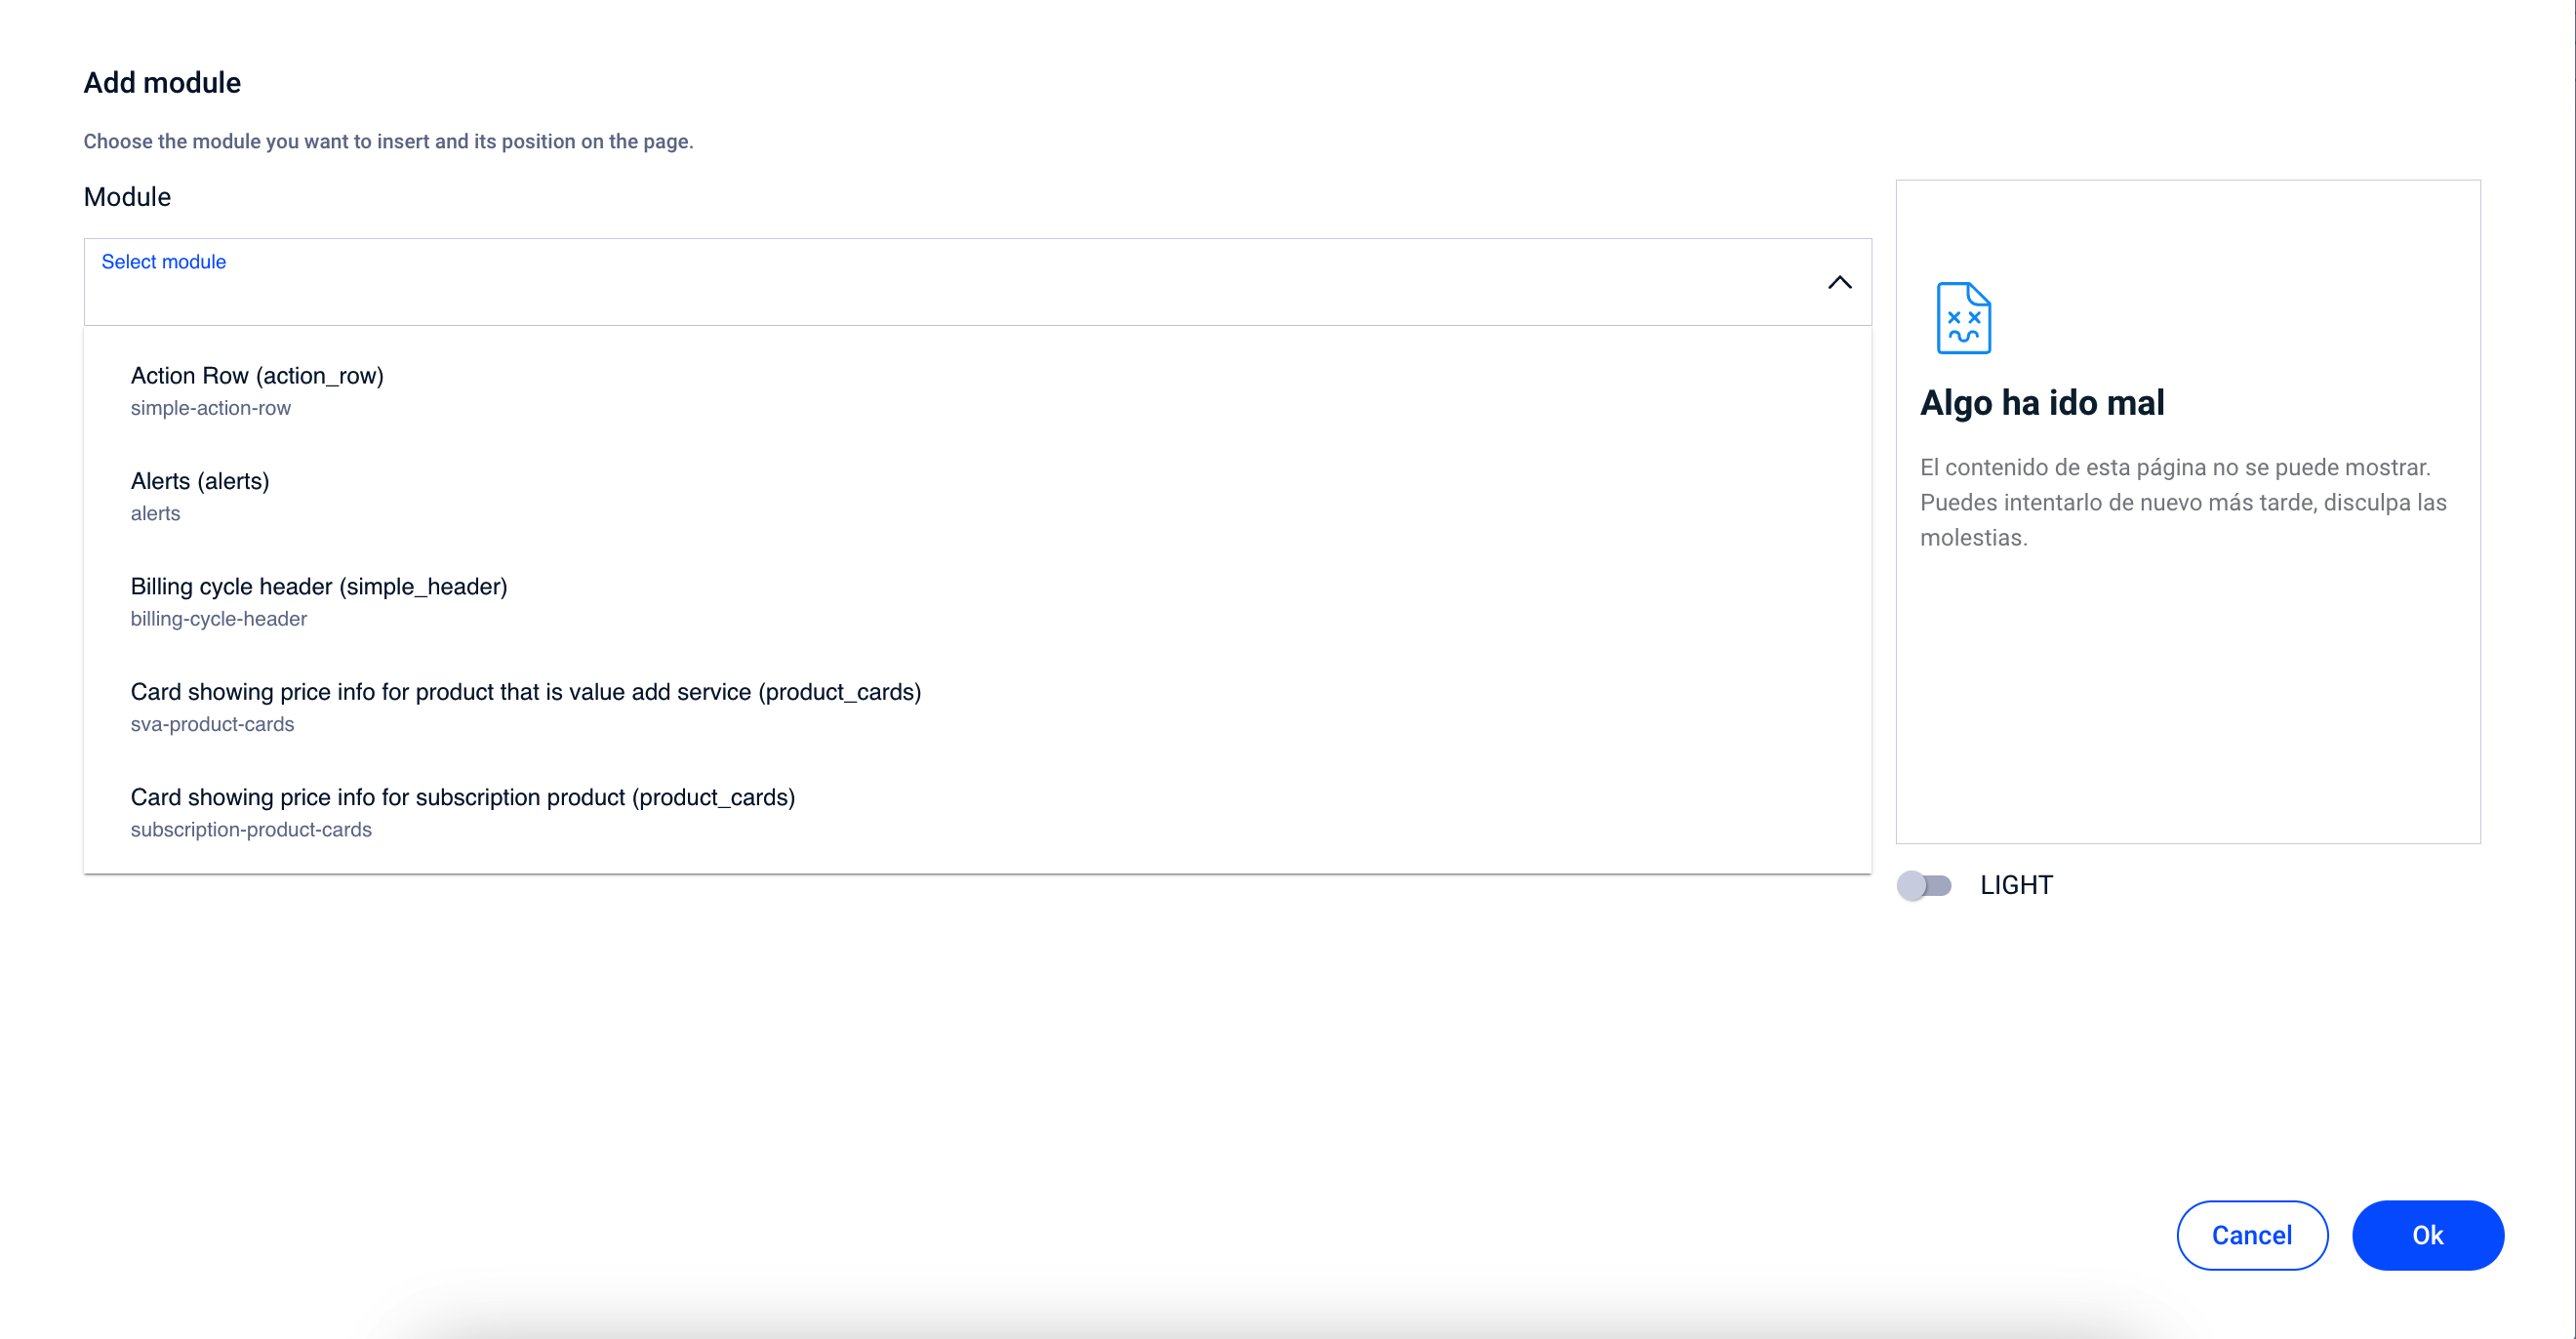 Add module
Choose the module you want to insert and its position on the page.
Module
Select module
Action Row (action_row)
simple-action-row
Alerts (alerts)
alerts
Billing cycle header (simple_header)
billing-cycle-header
Card showing price info for product that is value add service (product_cards)
sva-product-cards
Card showing price info for subscription product (product_cards)
subscription-product-cards
Algo ha ido mal
El contenido de esta página no se puede mostrar.
Puedes intentarlo de nuevo más tarde, disculpa las
molestias.
LIGHT
Cancel
Ok